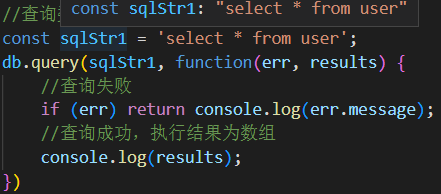 //查询
const sqlStr1: "select * from user"
const sqlStr1 = 'select * from user';
db.query(sqlStr1, function(err, results) {
//查询失败
if (err) return console.log(err.message);
//查询成功，执行结果为数组
console.log(results);
})